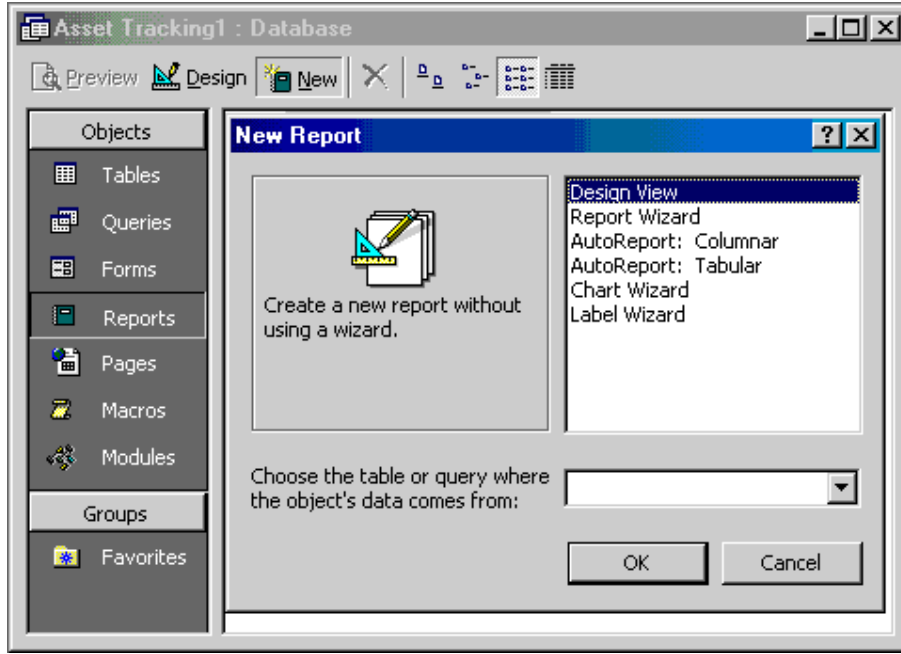 Asset Tracking1 : Database
Preview Design New
Objects
Tables
Queries
Forms
Reports
Pages
Macros
Modules
Groups
Favorites
New Report
Create a new report without
using a wizard.
Design View
Report Wizard
AutoReport: Columnar
AutoReport: Tabular
Chart Wizard
Label Wizard
Choose the table or query where
the object's data comes from:
OK Cancel